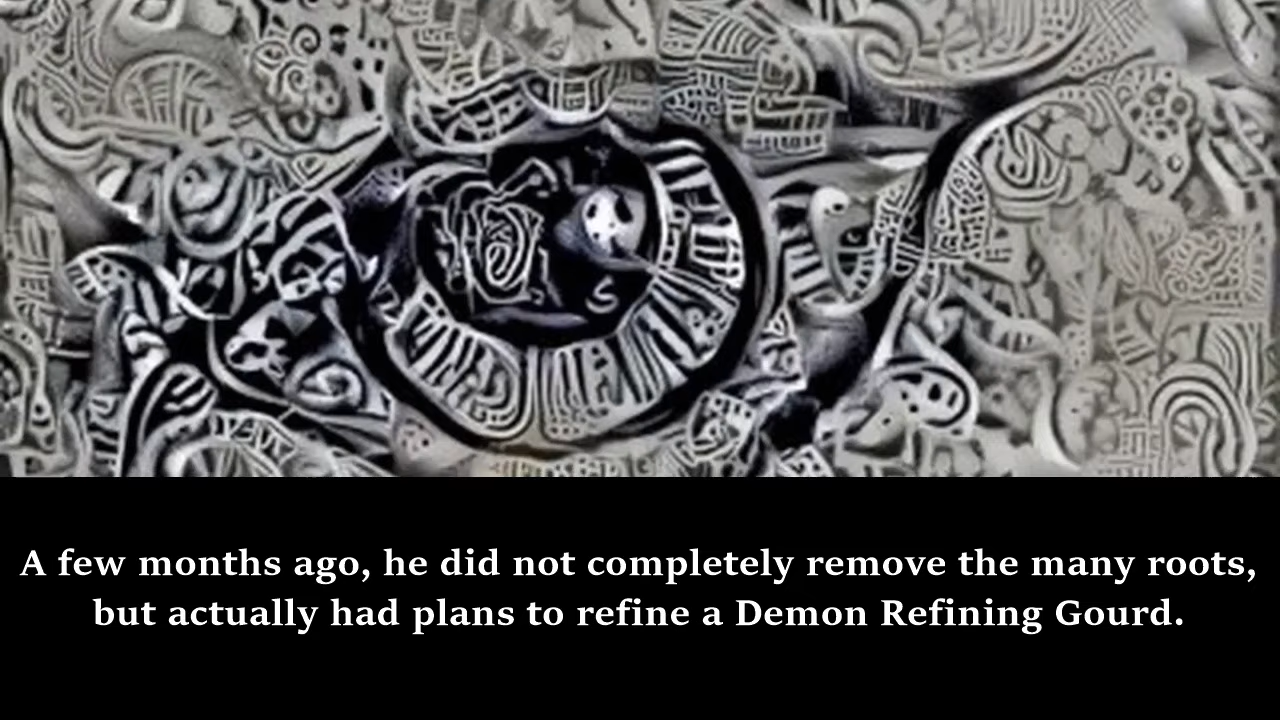 A few months ago, he did not completely remove the many roots,
but actually had plans to refine a Demon Refining Gourd.